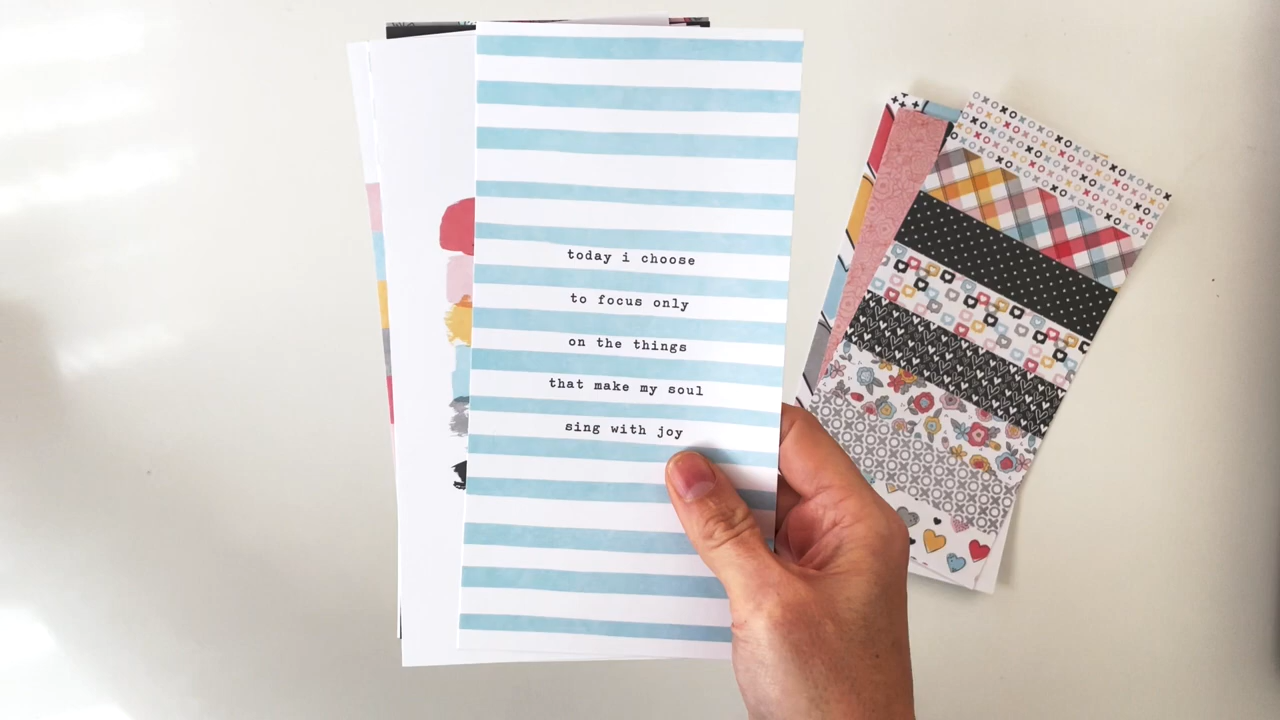 today i choose
to focus only
on the things
that make my soul
sing with joy